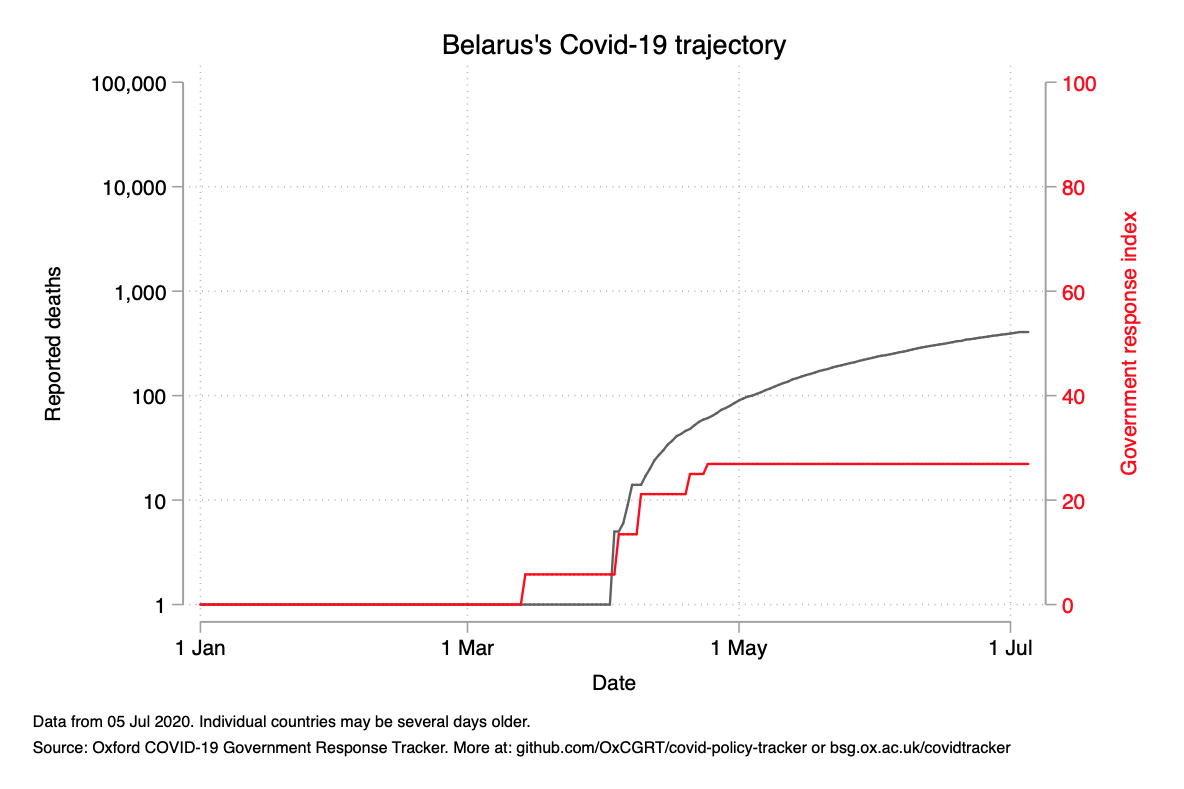 Belarus's Covid-19 trajectory
100,000
10,000
1,000
100
10
1
Reported deaths
100
80
60
40
20
0
Government response index
1 Jan
1 Mar
1 May
1 Jul
Date
Data from 05 Jul 2020. Individual countries may be several days older.
Source: Oxford COVID-19 Government Response Tracker. More at: github.com/OxCGRT/covid-policy-tracker or bsg.ox.ac.uk/covidtracker